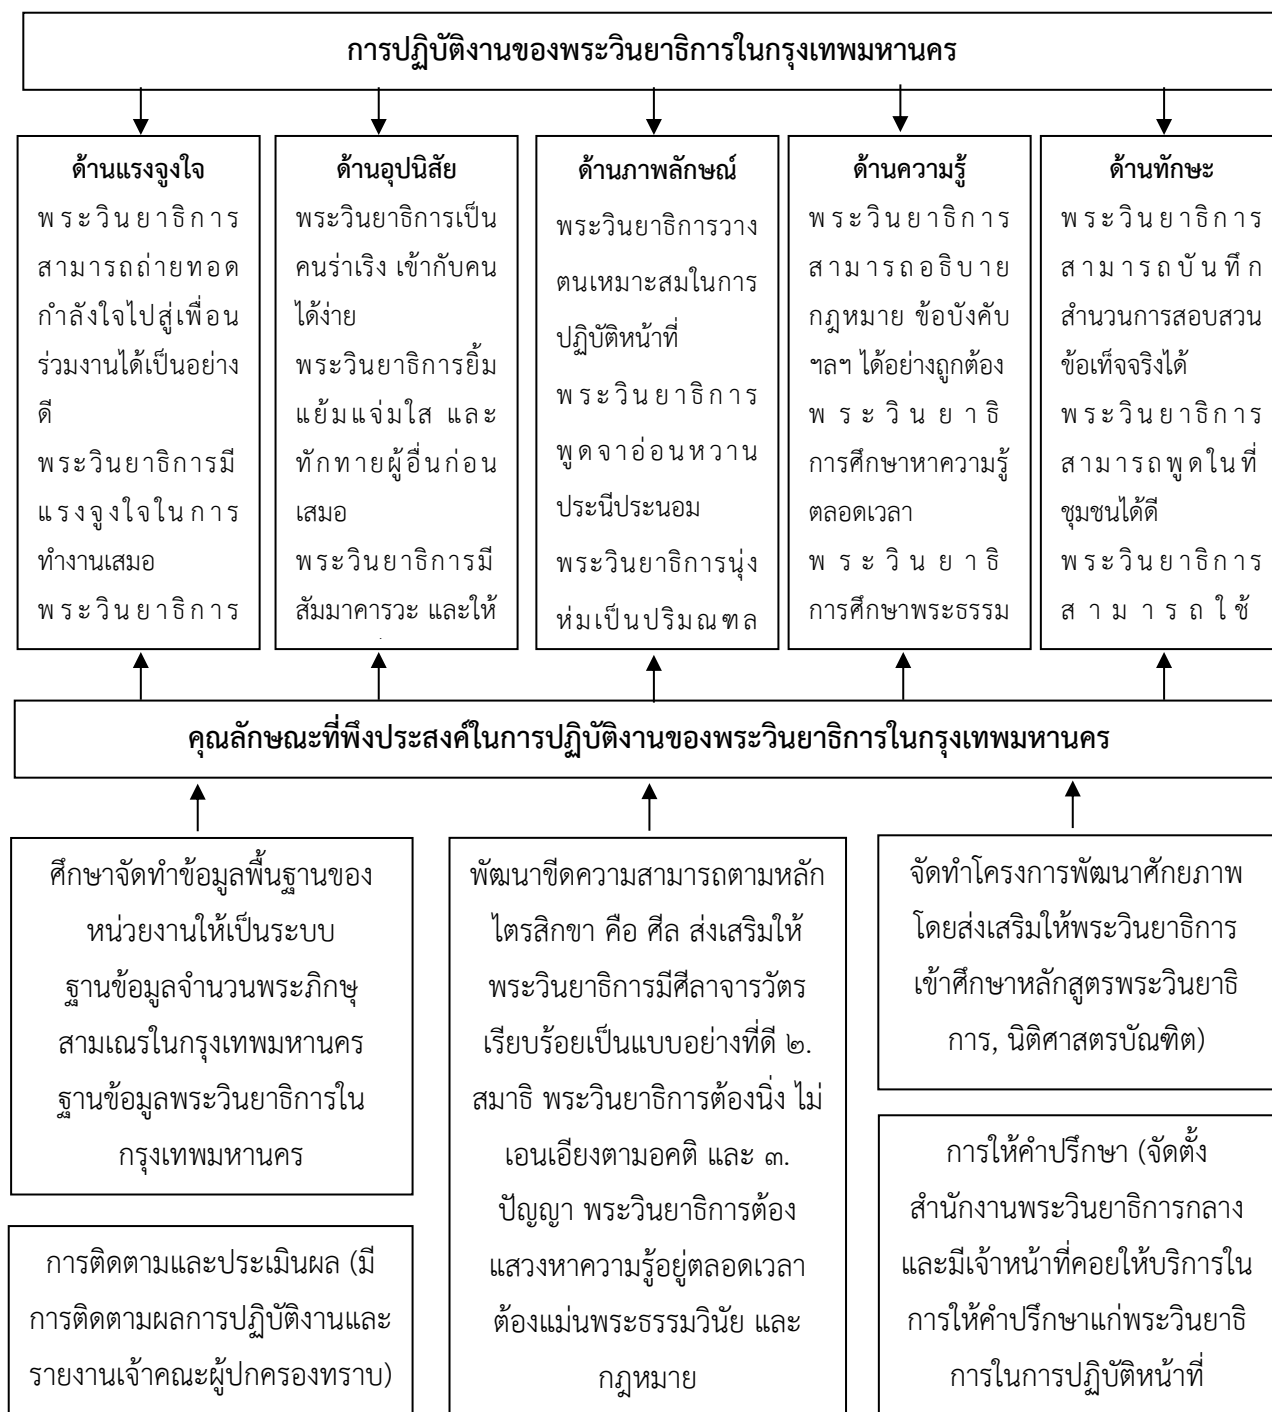 การปฏิบัติงานของพระวินยาธิการในกรุงเทพมหานคร
ด้านแรงจูงใจ
พระวินยาธิการ
สามารถถ่ายทอด
กำลังใจไปสู่เพื่อน
ร่วมงานได้เป็นอย่าง
ดี
พระวินยาธิการมี
แรงจูงใจในการ
ทำงานเสมอ
พระวินยาธิการ
ด้านอุปนิสัย
พระวินยาธิการเป็น
คนร่าเริง เข้ากับคน
ได้ง่าย
พระวินยาธิการยิ้ม
แย้มแจ่มใส และ
ทักทายผู้อื่นก่อน
เสมอ
พระวินยาธิการมี
สัมมาคารวะ และให้
ด้านภาพลักษณ์
พระวินยาธิการวาง
ตนเหมาะสมในการ
ปฏิบัติหน้าที่
พระวินยาธิการ
พูดจาอ่อนหวาน
ประนีประนอม
พระวินยาธิการนุ่ง
ห่มเป็นปริมณฑล
ด้านความรู้
พระวินยาธิการ
สามารถอธิบาย
กฎหมาย ข้อบังคับ
ฯลฯ ได้อย่างถูกต้อง
พระวินยาธิ
การศึกษาหาความรู้
ตลอดเวลา
พระวินยาธิ
การศึกษาพระธรรม
ด้านทักษะ
พระวินยาธิการ
สามารถบันทึก
สำนวนการสอบสวน
ข้อเท็จจริงได้
พระวินยาธิการ
สามารถพูดในที่
ชุมชนได้ดี
พระวินยาธิการ
สามารถใช้
คุณลักษณะที่พึงประสงค์ในการปฏิบัติงานของพระวินยาธิการในกรุงเทพมหานคร
ศึกษาจัดทำข้อมูลพื้นฐานของ
หน่วยงานให้เป็นระบบ
ฐานข้อมูลจำนวนพระภิกษุ
สามเณรในกรุงเทพมหานคร
ฐานข้อมูลพระวินยาธิการใน
กรุงเทพมหานคร
การติดตามและประเมินผล (มี
การติดตามผลการปฏิบัติงานและ
รายงานเจ้าคณะผู้ปกครองทราบ)
พัฒนาขีดความสามารถตามหลัก
ไตรสิกขา คือ ศีล ส่งเสริมให้
พระวินยาธิการมีศีลาจารวัตร
เรียบร้อยเป็นแบบอย่างที่ดี ๒.
สมาธิ พระวินยาธิการต้องนิ่ง ไม่
เอนเอียงตามอคติ และ ๓.
ปัญญา พระวินยาธิการต้อง
แสวงหาความรู้อยู่ตลอดเวลา
ต้องแม่นพระธรรมวินัย และ
กฎหมาย
จัดทำโครงการพัฒนาศักยภาพ
โดยส่งเสริมให้พระวินยาธิการ
เข้าศึกษาหลักสูตรพระวินยาธิ
การ, นิติศาสตรบัณฑิต)
การให้คำปรึกษา (จัดตั้ง
สำนักงานพระวินยาธิการกลาง
และมีเจ้าหน้าที่คอยให้บริการใน
การให้คำปรึกษาแก่พระวินยาธิ
การในการปฏิบัติหน้าที่